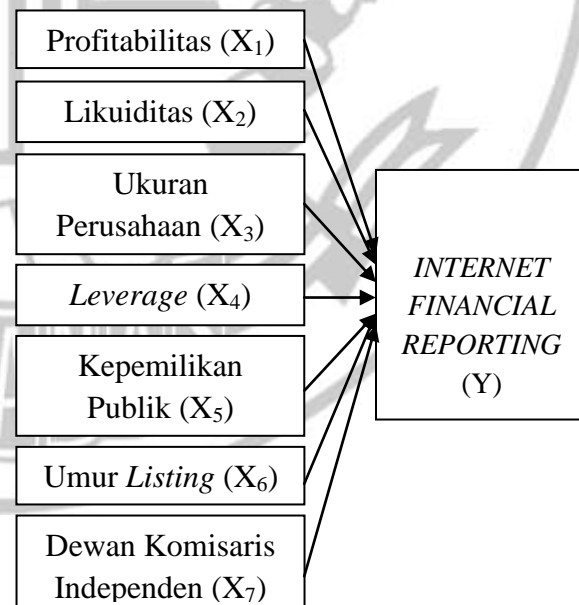 Profitabilitas (X₁)
Likuiditas (X₂)
Ukuran
Perusahaan (X₃)
Leverage (X₄)
INTERNET
FINANCIAL
REPORTING
(Y)
Kepemilikan
Publik (X₅)
Umur Listing (X₆)
Dewan Komisaris
Independen (X₇)